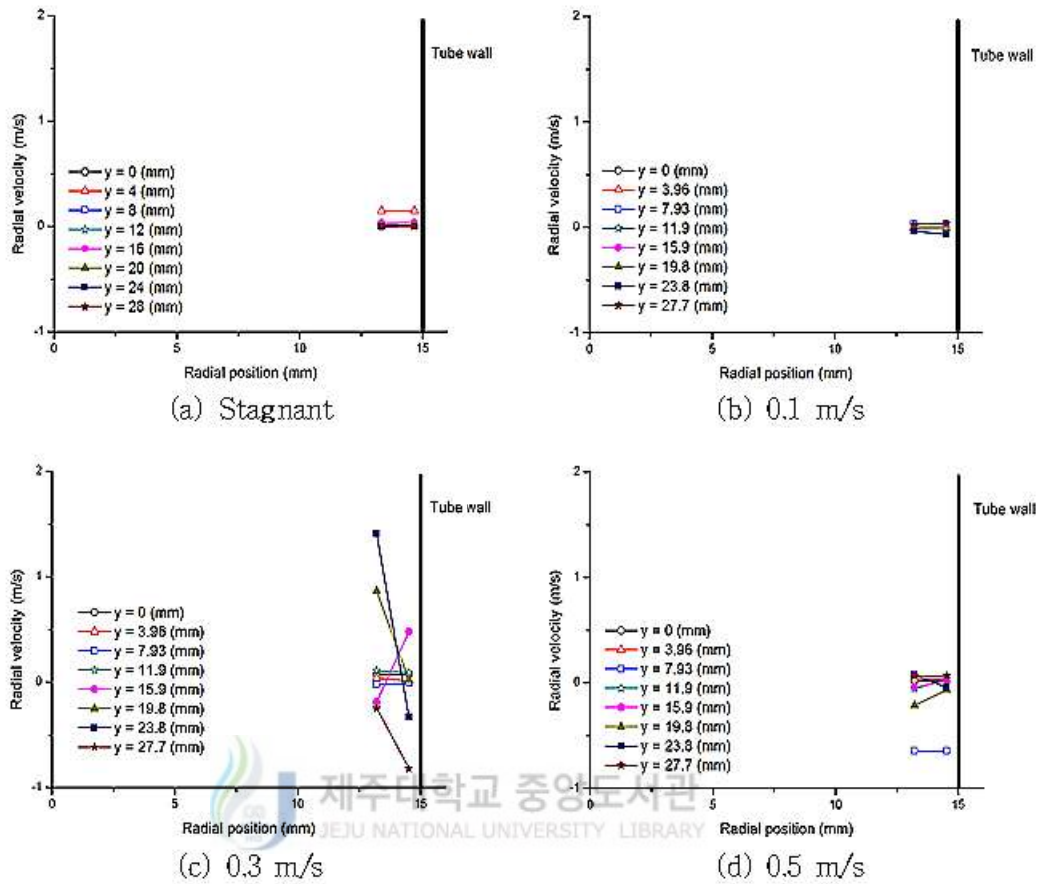 2
Tube wall
1
0
-1
Radial velocity (m/s)
y = 0 (mm)
y = 4 (mm)
y = 8 (mm)
y = 12 (mm)
y = 16 (mm)
y = 20 (mm)
y = 24 (mm)
y = 28 (mm)
0 5 10 15
Radial position (mm)
(a) Stagnant
2
Tube wall
1
0
-1
Radial velocity (m/s)
y = 0 (mm)
y = 3.96 (mm)
y = 7.93 (mm)
y = 11.9 (mm)
y = 15.9 (mm)
y = 19.8 (mm)
y = 23.8 (mm)
y = 27.7 (mm)
0 5 10 15
Radial position (mm)
(b) 0.1 m/s
2
Tube wall
1
0
-1
Radial velocity (m/s)
y = 0 (mm)
y = 3.96 (mm)
y = 7.93 (mm)
y = 11.9 (mm)
y = 15.9 (mm)
y = 19.8 (mm)
y = 23.8 (mm)
y = 27.7 (mm)
0 5 10 15
Radial position (mm)
(c) 0.3 m/s
2
Tube wall
1
0
-1
Radial velocity (m/s)
y = 0 (mm)
y = 3.96 (mm)
y = 7.93 (mm)
y = 11.9 (mm)
y = 15.9 (mm)
y = 19.8 (mm)
y = 23.8 (mm)
y = 27.7 (mm)
0 5 10 15
Radial position (mm)
(d) 0.5 m/s
제주대학교 중앙도서관
JEJU NATIONAL UNIVERSITY LIBRARY